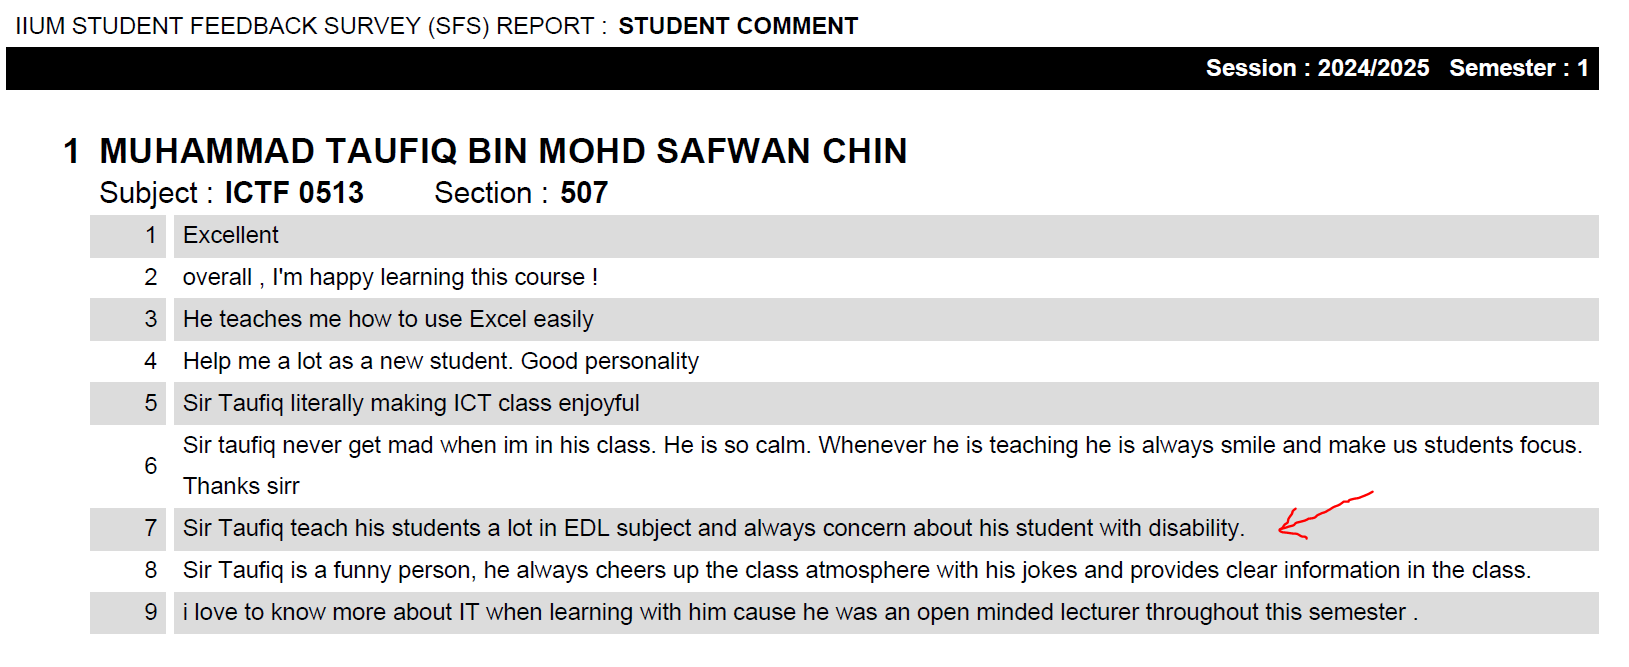 IIUM STUDENT FEEDBACK SURVEY (SFS) REPORT : STUDENT COMMENT
Session : 2024/2025 Semester : 1
1 MUHAMMAD TAUFIQ BIN MOHD SAFWAN CHIN
Subject : ICTF 0513 Section : 507
1 Excellent
2 overall , I'm happy learning this course !
3 He teaches me how to use Excel easily
4 Help me a lot as a new student. Good personality
5 Sir Taufiq literally making ICT class enjoyful
6 Sir taufiq never get mad when im in his class. He is so calm. Whenever he is teaching he is always smile and make us students focus.
Thanks sirr
7 Sir Taufiq teach his students a lot in EDL subject and always concern about his student with disability.
8 Sir Taufiq is a funny person, he always cheers up the class atmosphere with his jokes and provides clear information in the class.
9 i love to know more about IT when learning with him cause he was an open minded lecturer throughout this semester .